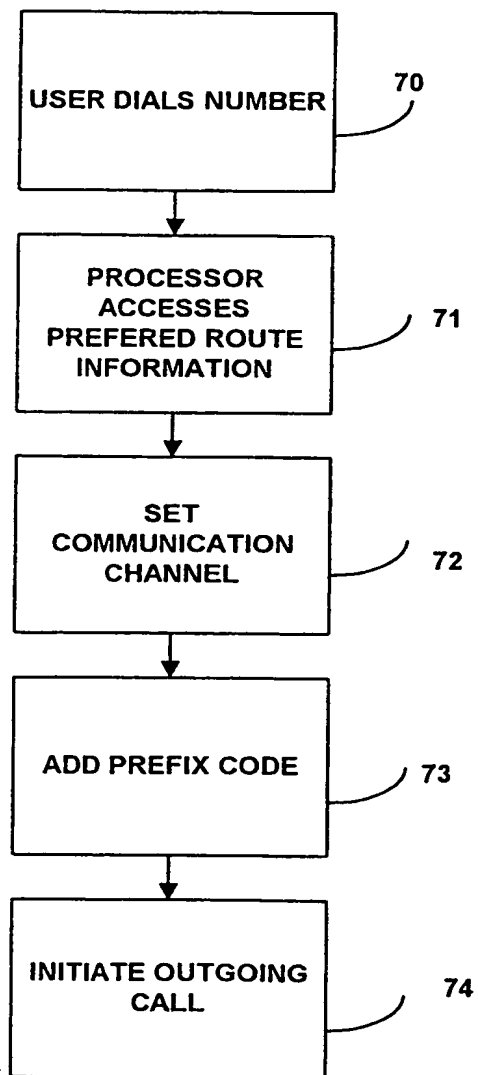 USER DIALS NUMBER
70
PROCESSOR
ACCESSES
PREFERED ROUTE
INFORMATION
71
SET
COMMUNICATION
CHANNEL
72
ADD PREFIX CODE
73
INITIATE OUTGOING
CALL
74